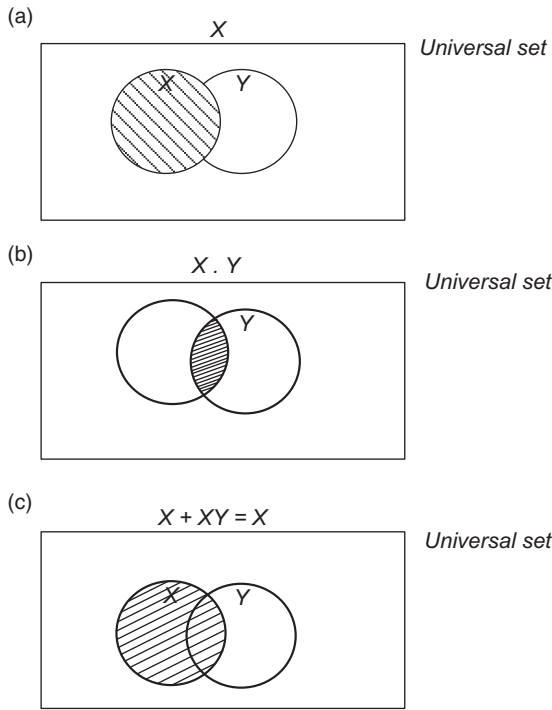 (a)
X
Universal set
X Y
(b)
X . Y
Universal set
Y
(c)
X + XY = X
Universal set
X Y